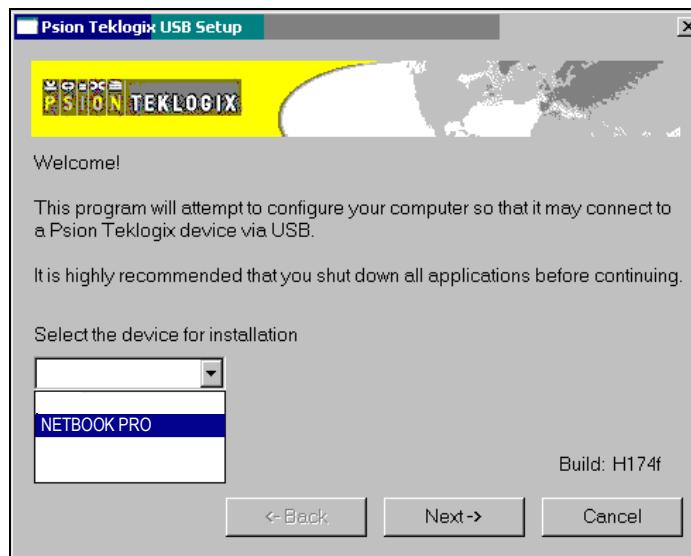 Psion Teklogix USB Setup
PSION TEKLOGIX
Welcome!
This program will attempt to configure your computer so that it may connect to
a Psion Teklogix device via USB.
It is highly recommended that you shut down all applications before continuing.
Select the device for installation
NETBOOK PRO
Build: H174f
<-Back
Next->
Cancel